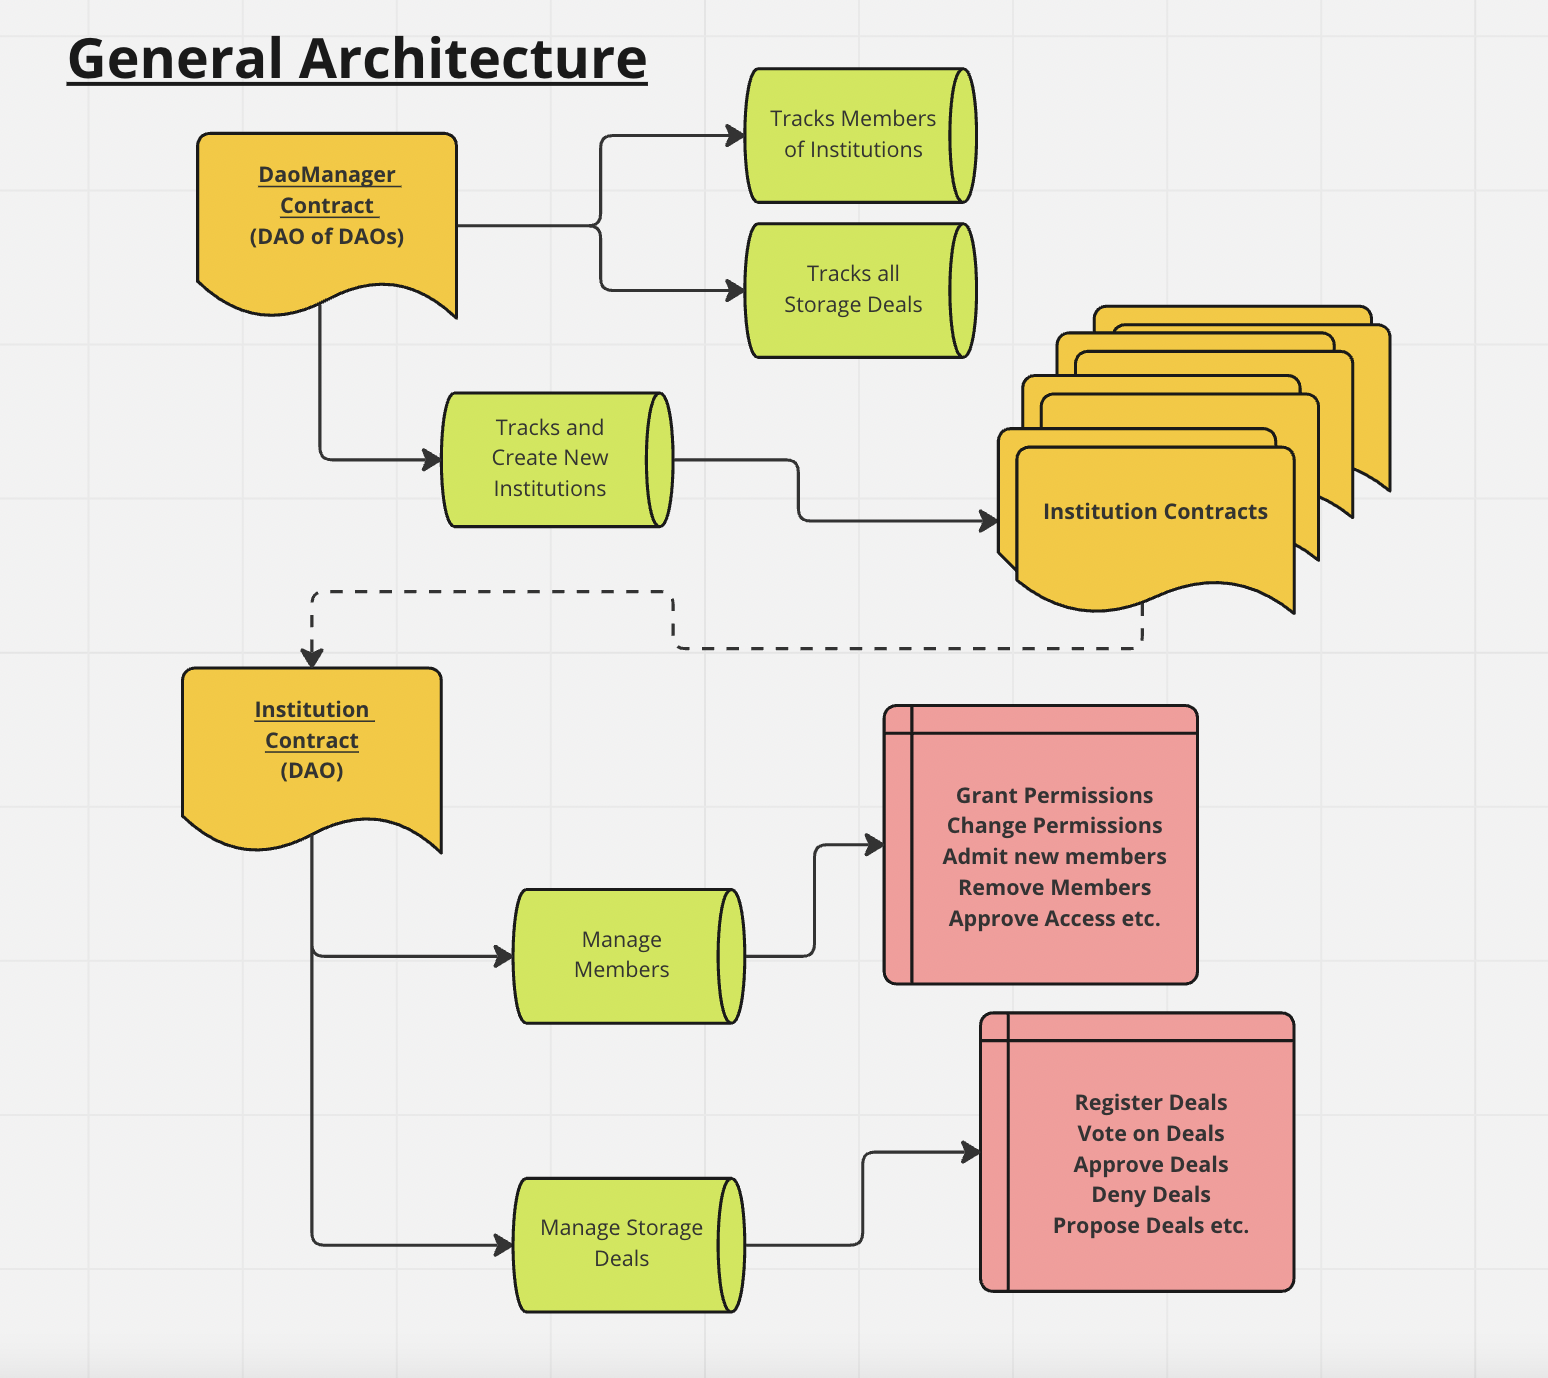 General Architecture
DaoManager
Contract
(DAO of DAOs)
Tracks Members
of Institutions
Tracks all
Storage Deals
Tracks and
Create New
Institutions
Institution Contracts
Institution
Contract
(DAO)
Manage
Members
Grant Permissions
Change Permissions
Admit new members
Remove Members
Approve Access etc.
Manage Storage
Deals
Register Deals
Vote on Deals
Approve Deals
Deny Deals
Propose Deals etc.